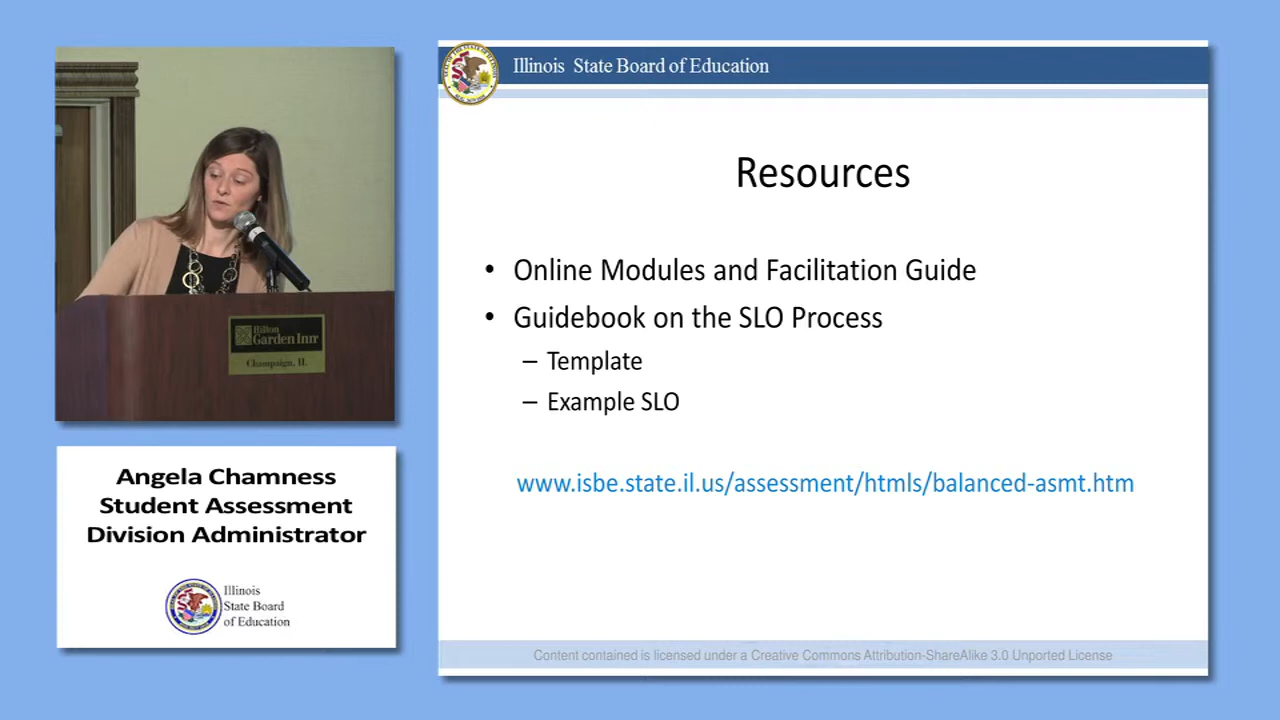 Hilton
Garden Inn
Champaign, IL
Angela Chamness
Student Assessment
Division Administrator
Illinois
State Board
of Education
Illinois State Board of Education
Resources
• Online Modules and Facilitation Guide
• Guidebook on the SLO Process
– Template
– Example SLO
www.isbe.state.il.us/assessment/htmls/balanced-asmt.htm
Content contained is licensed under a Creative Commons Attribution-ShareAlike 3.0 Unported License